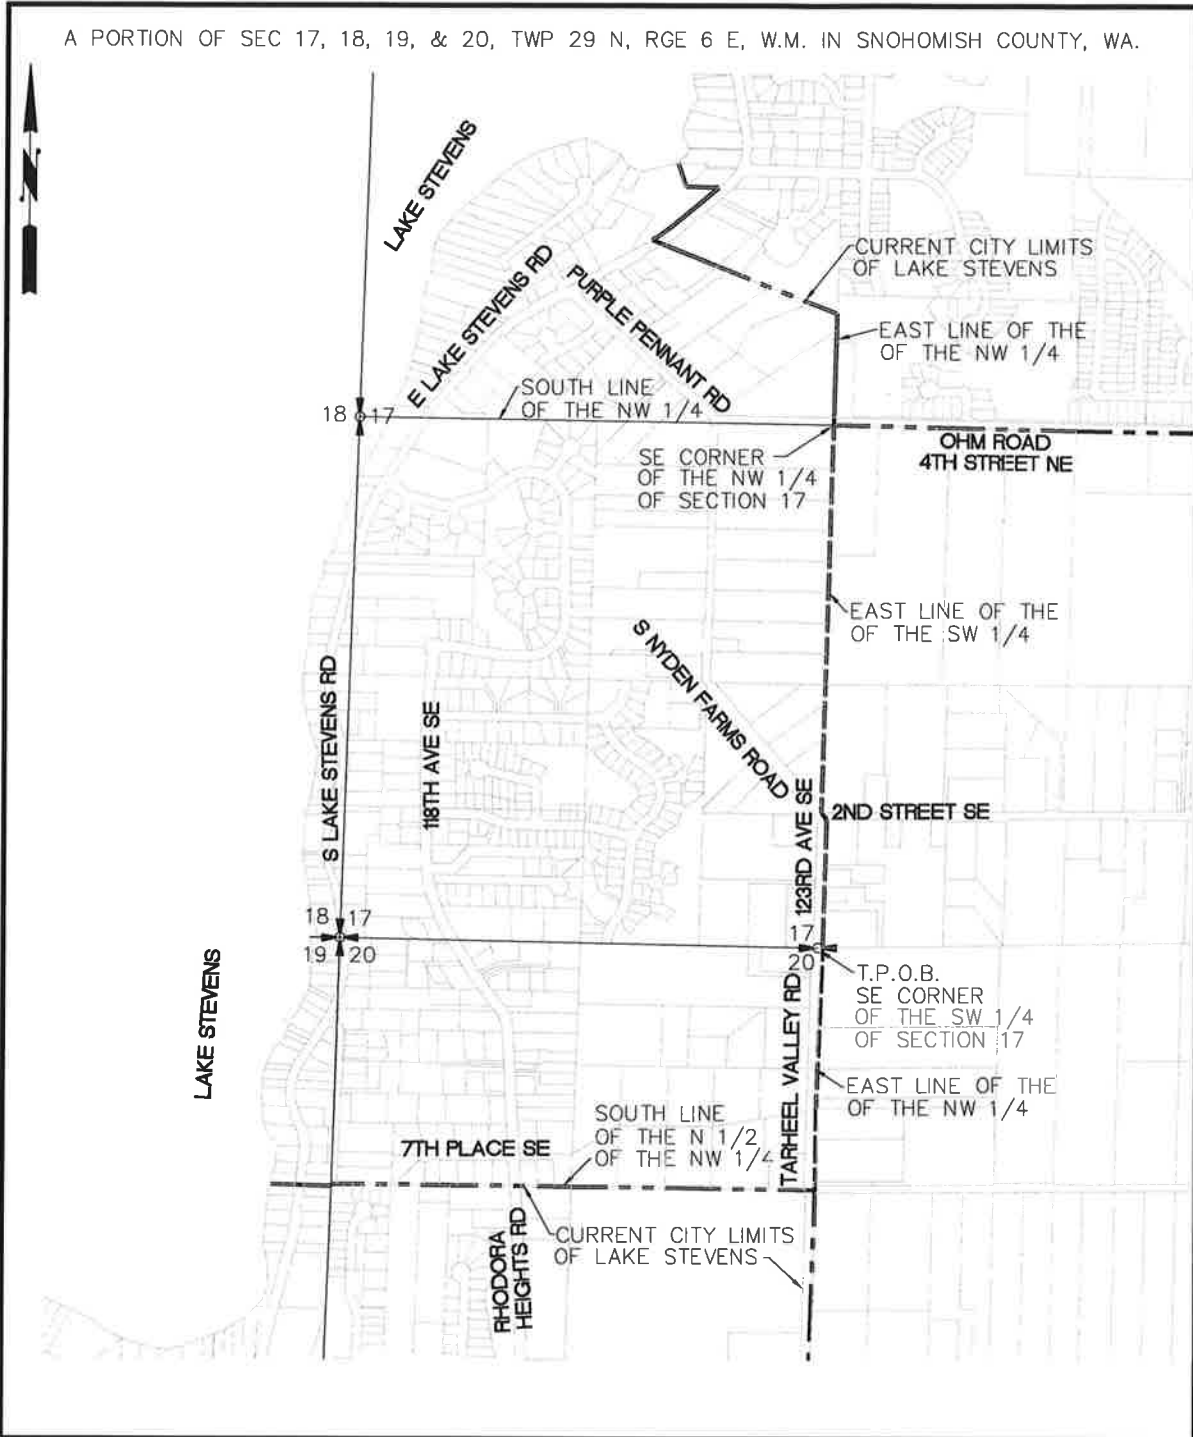 A PORTION OF SEC 17, 18, 19, & 20, TWP 29 N, RGE 6 E, W.M. IN SNOHOMISH COUNTY, WA.
N
LAKE STEVENS
E LAKE STEVENS RD
PURPLE PENNANT RD
CURRENT CITY LIMITS
OF LAKE STEVENS
EAST LINE OF THE
OF THE NW 1/4
SOUTH LINE
OF THE NW 1/4
18 17
SE CORNER
OF THE NW 1/4
OF SECTION 17
OHM ROAD
4TH STREET NE
EAST LINE OF THE
OF THE SW 1/4
S NYDEN FARMS ROAD
S LAKE STEVENS RD
118TH AVE SE
123RD AVE SE
2ND STREET SE
18 17
19 20
17
20
T.P.O.B.
SE CORNER
OF THE SW 1/4
OF SECTION 17
LAKE STEVENS
TARHEEL VALLEY RD
EAST LINE OF THE
OF THE NW 1/4
SOUTH LINE
OF THE N 1/2
OF THE NW 1/4
7TH PLACE SE
RHODORA
HEIGHTS RD
CURRENT CITY LIMITS
OF LAKE STEVENS